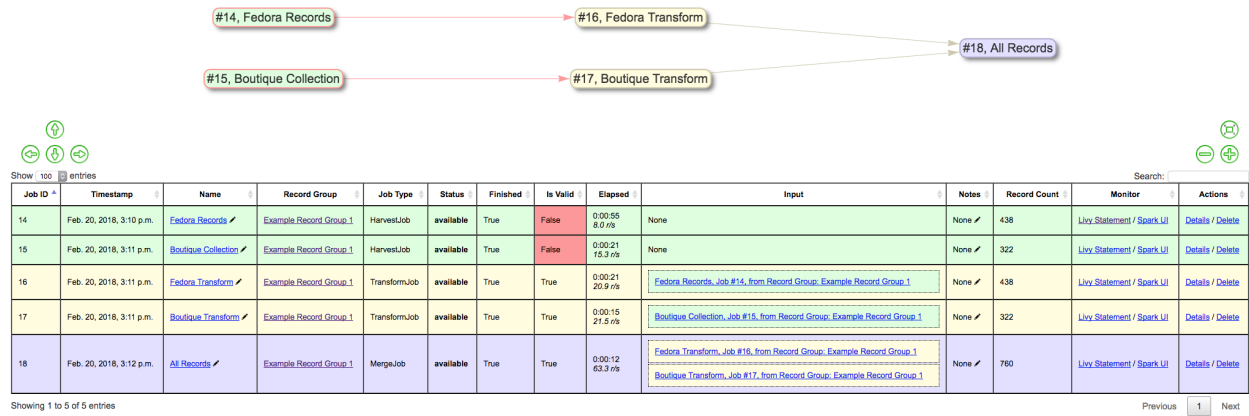 #14, Fedora Records
#16, Fedora Transform
#18, All Records
#15, Boutique Collection
#17, Boutique Transform
Show 100 entries
Search:
Job ID Timestamp Name Record Group Job Type Status Finished Is Valid Elapsed Input Notes Record Count Monitor Actions
14 Feb. 20, 2018, 3:10 p.m. Fedora Records Example Record Group 1 HarvestJob available True False 0:00:55 None None 438 Livy Statement / Spark UI Details / Delete
8.0 r/s
15 Feb. 20, 2018, 3:11 p.m. Boutique Collection Example Record Group 1 HarvestJob available True False 0:00:21 None None 322 Livy Statement / Spark UI Details / Delete
15.3 r/s
16 Feb. 20, 2018, 3:11 p.m. Fedora Transform Example Record Group 1 TransformJob available True True 0:00:21 Fedora Records, Job #14, from Record Group: Example Record Group 1 None 438 Livy Statement / Spark UI Details / Delete
20.9 r/s
17 Feb. 20, 2018, 3:11 p.m. Boutique Transform Example Record Group 1 TransformJob available True True 0:00:15 Boutique Collection, Job #15, from Record Group: Example Record Group 1 None 322 Livy Statement / Spark UI Details / Delete
21.5 r/s
18 Feb. 20, 2018, 3:12 p.m. All Records Example Record Group 1 MergeJob available True True 0:00:12 Fedora Transform, Job #16, from Record Group: Example Record Group 1 None 760 Livy Statement / Spark UI Details / Delete
63.3 r/s Boutique Transform, Job #17, from Record Group: Example Record Group 1
Showing 1 to 5 of 5 entries
Previous 1 Next